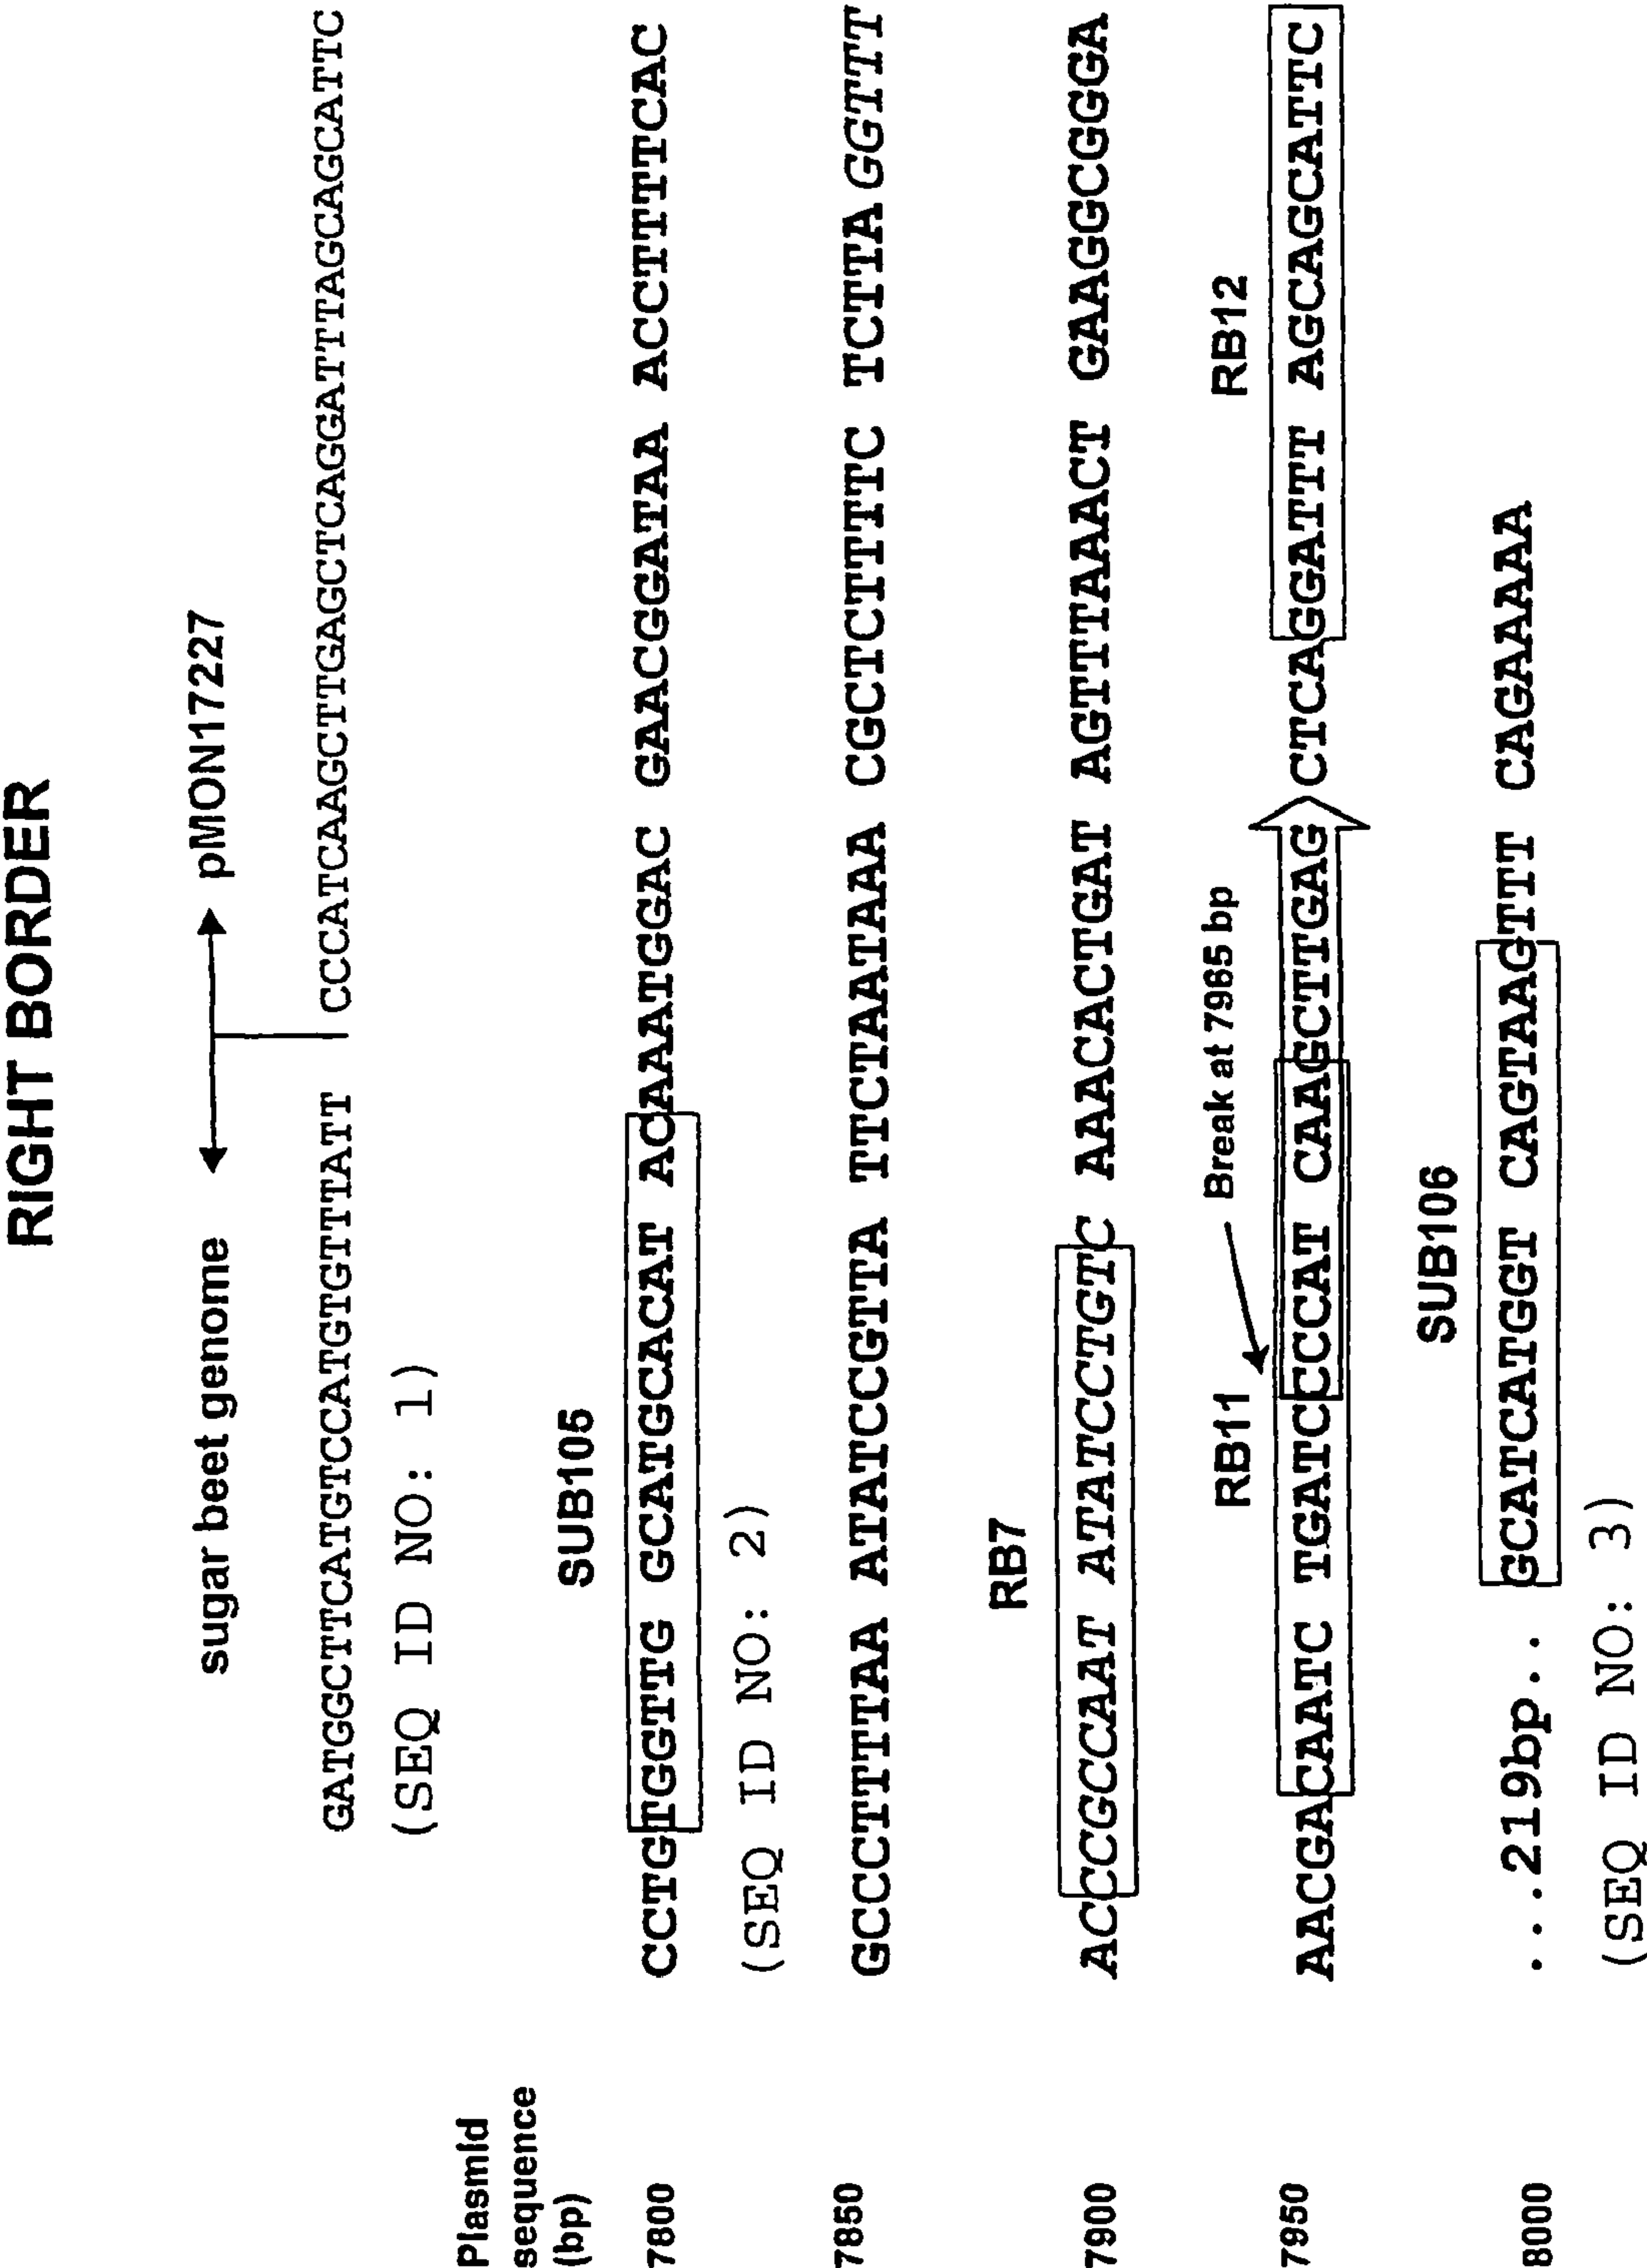 RIGHT BORDER
sugar beet genome pMON17227
GATGGCTTCATGTCCATGTGTTTATT CCCATCAAGCTTGAGCTCAGGATTTAGCAGCAGCATTC
(SEQ ID NO: 1)
Plasmid
sequence
(bp)
SUB105
7800 CCTGTGGTTG GCATGCACAT ACAAATGGAC GAACGGATAA ACCTTTTCAC
(SEQ ID NO: 2)
7850 GCCCTTTTAA ATATCCGTTA TTCTAATAAA CGCTCTTTTC TCTTAGGTTT
RB7
7900 ACCCGCCAAT ATATCCTGTC AAACACTGAT AGTTTAAACT GAAGGCGGGA
RB11 Break at 7965 bp RB12
7950 AACGACAATC TGATCCCCAT CAAGCTTGAG CTCAGGATTT AGCAGCATTC
SUB106
8000 ...219bp.. GCATCATGGT CAGTAAGTTT CAGAAAAA
(SEQ ID NO: 3)